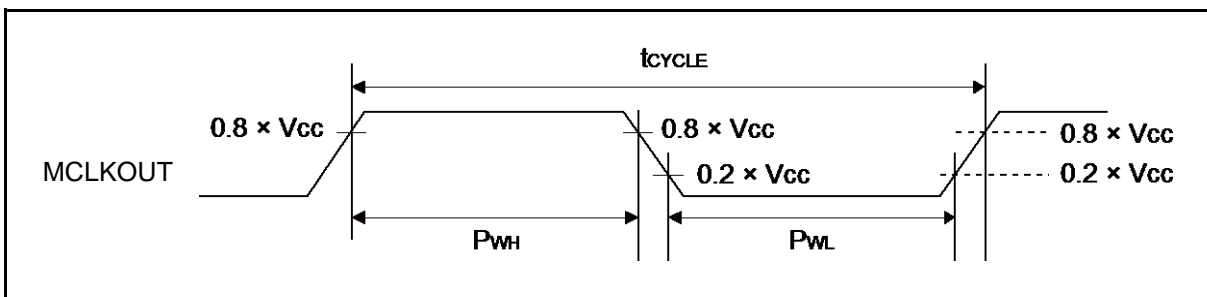 tCYCLE
0.8 × Vcc
0.8 × Vcc
0.8 × Vcc
MCLKOUT
0.2 × Vcc
0.2 × Vcc
PWH
PWL